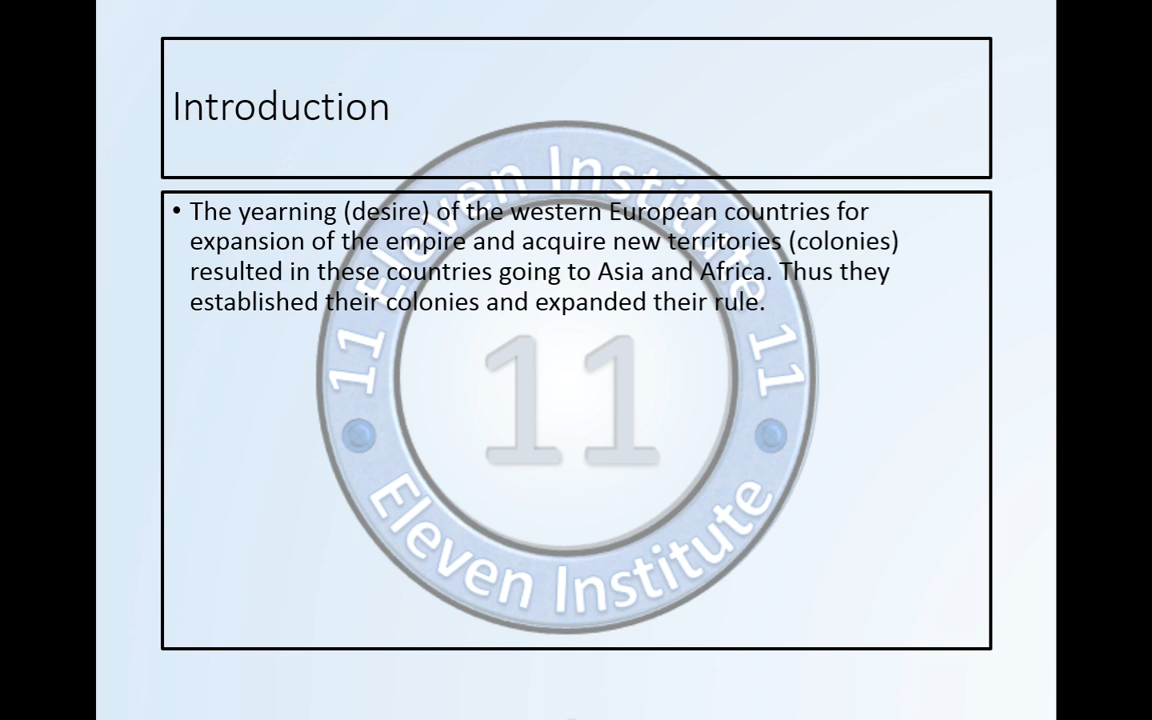 Introduction
• The yearning (desire) of the western European countries for
expansion of the empire and acquire new territories (colonies)
resulted in these countries going to Asia and Africa. Thus they
established their colonies and expanded their rule.
11 Eleven Institute 11
11
Eleven Institute